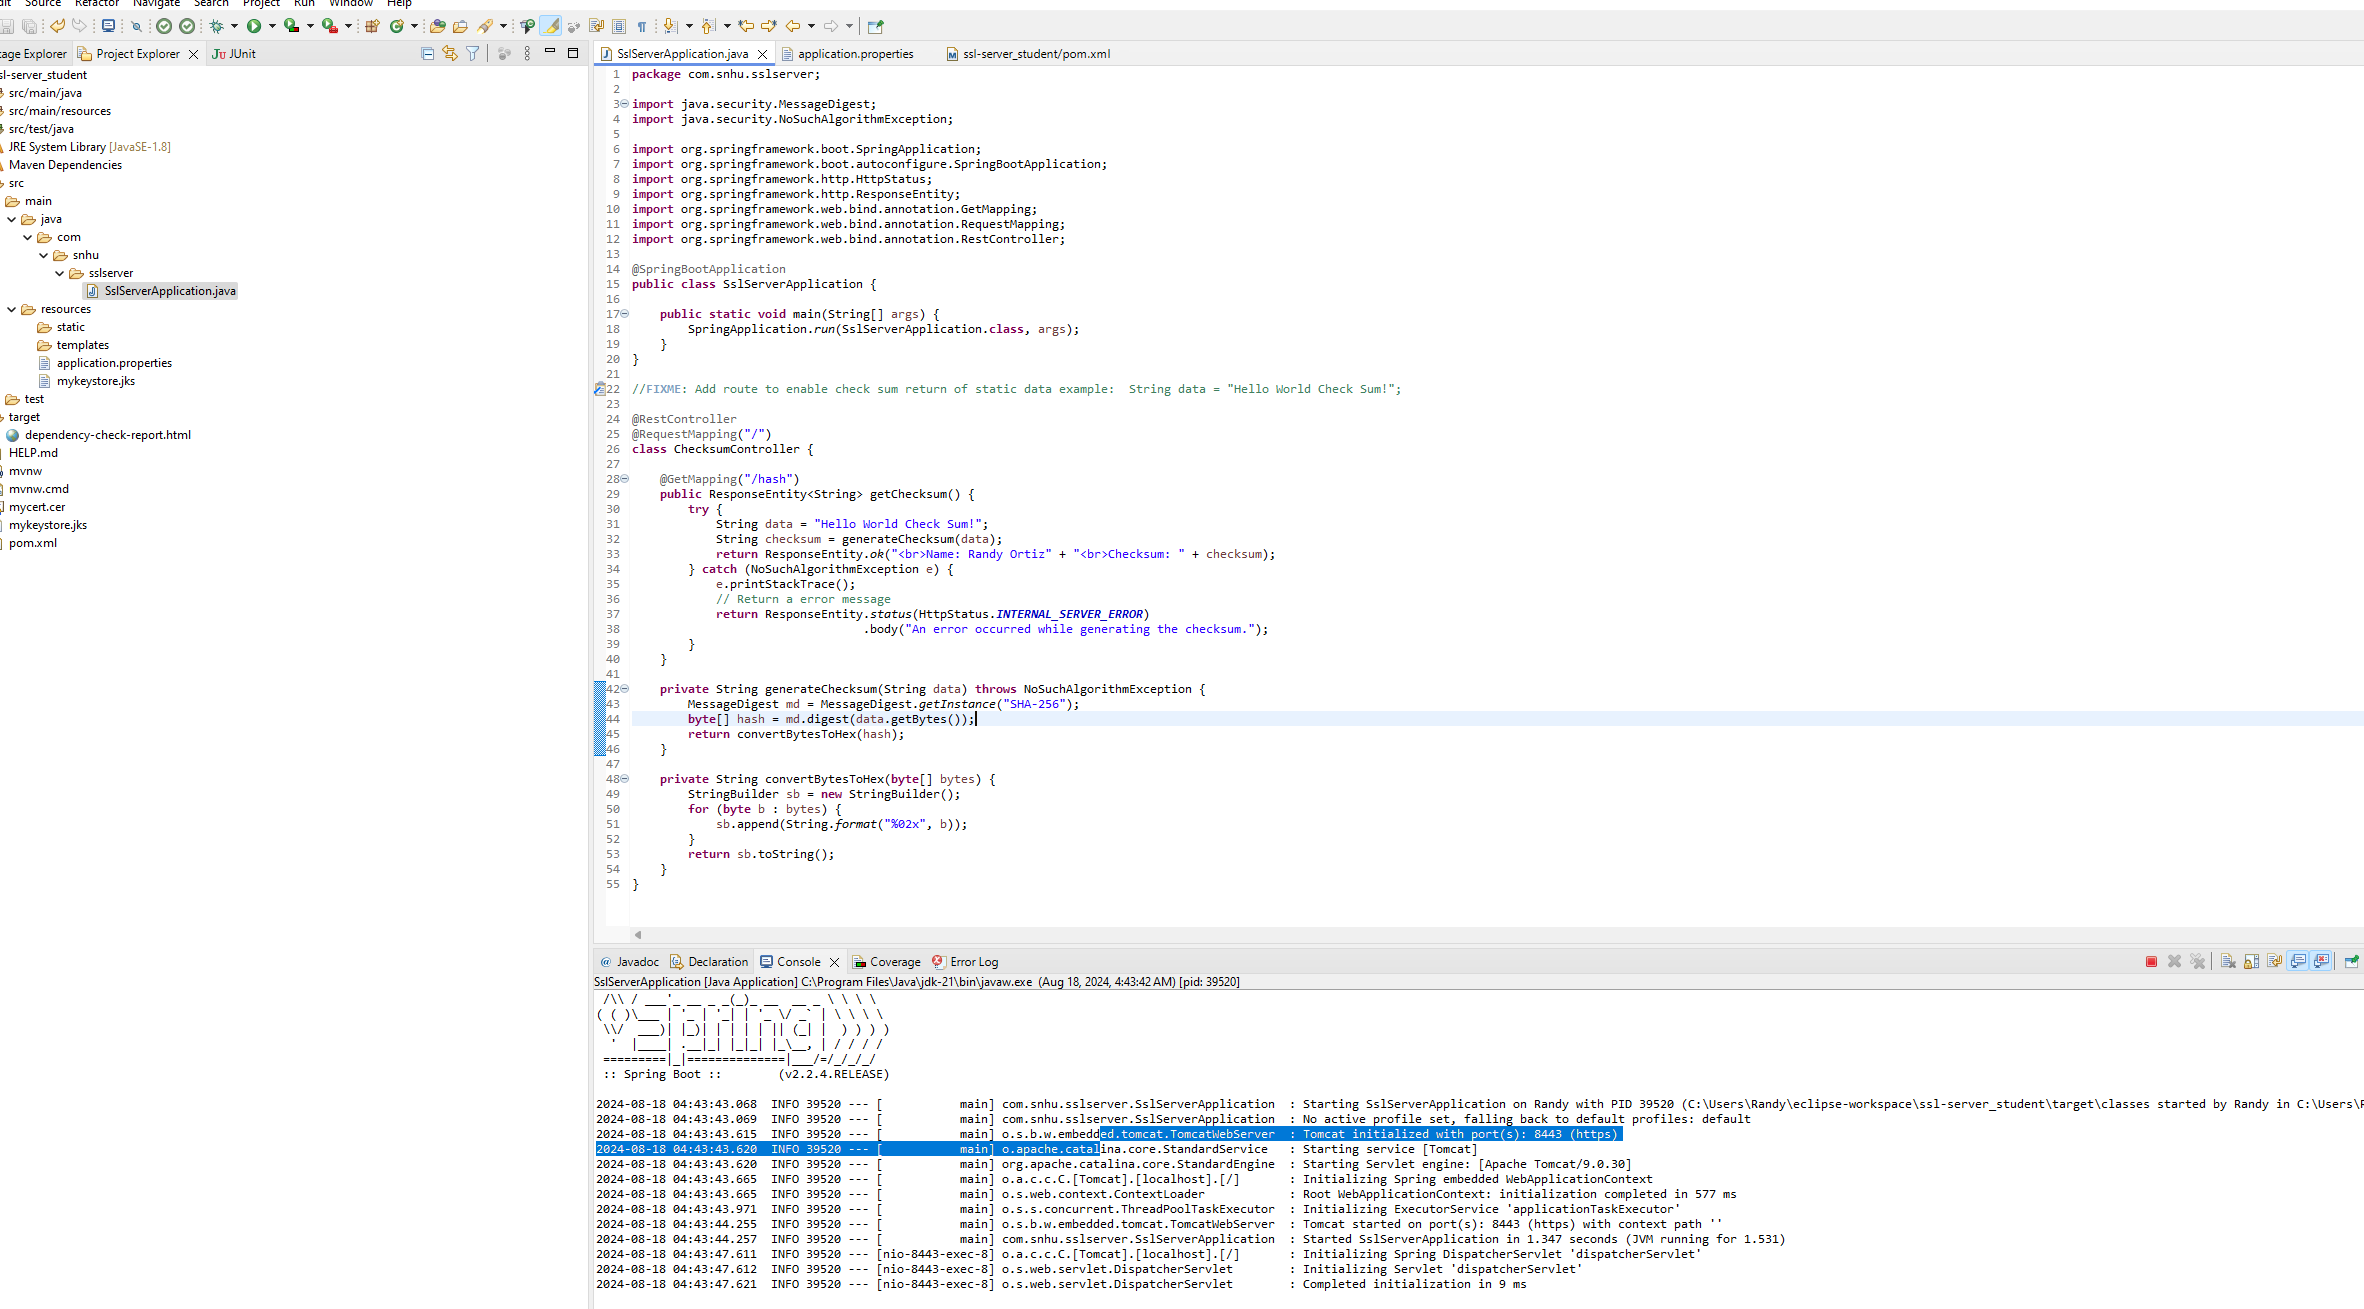 Source Refactor Navigate Search Project Run Window Help
Project Explorer JUnit
SslServerApplication.java application.properties ssl-server_student/pom.xml
src/main/java
src/main/resources
src/test/java
JRE System Library [JavaSE-1.8]
Maven Dependencies
src
main
java
com
snhu
sslserver
SslServerApplication.java
resources
static
templates
application.properties
mykeystore.jks
test
target
dependency-check-report.html
HELP.md
mvnw
mvnw.cmd
mycert.cer
mykeystore.jks
pom.xml
1 package com.snhu.sslserver;
2
3 import java.security.MessageDigest;
4 import java.security.NoSuchAlgorithmException;
5
6 import org.springframework.boot.SpringApplication;
7 import org.springframework.boot.autoconfigure.SpringBootApplication;
8 import org.springframework.http.HttpStatus;
9 import org.springframework.http.ResponseEntity;
10 import org.springframework.web.bind.annotation.GetMapping;
11 import org.springframework.web.bind.annotation.RequestMapping;
12 import org.springframework.web.bind.annotation.RestController;
13
14 @SpringBootApplication
15 public class SslServerApplication {
16
17     public static void main(String[] args) {
18         SpringApplication.run(SslServerApplication.class, args);
19     }
20 }
21
22 //FIXME: Add route to enable check sum return of static data example:  String data = "Hello World Check Sum!";
23
24 @RestController
25 @RequestMapping("/")
26 class ChecksumController {
27
28     @GetMapping("/hash")
29     public ResponseEntity<String> getChecksum() {
30         try {
31             String data = "Hello World Check Sum!";
32             String checksum = generateChecksum(data);
33             return ResponseEntity.ok("<br>Name: Randy Ortiz" + "<br>Checksum: " + checksum);
34         } catch (NoSuchAlgorithmException e) {
35             e.printStackTrace();
36             // Return a error message
37             return ResponseEntity.status(HttpStatus.INTERNAL_SERVER_ERROR)
38                                  .body("An error occurred while generating the checksum.");
39         }
40     }
41
42     private String generateChecksum(String data) throws NoSuchAlgorithmException {
43         MessageDigest md = MessageDigest.getInstance("SHA-256");
44         byte[] hash = md.digest(data.getBytes());
45         return convertBytesToHex(hash);
46     }
47
48     private String convertBytesToHex(byte[] bytes) {
49         StringBuilder sb = new StringBuilder();
50         for (byte b : bytes) {
51             sb.append(String.format("%02x", b));
52         }
53         return sb.toString();
54     }
55 }
Javadoc Declaration Console Coverage Error Log
SslServerApplication [Java Application] C:\Program Files\Java\jdk-21\bin\javaw.exe (Aug 18, 2024, 4:43:42 AM) [pid: 39520]
:: Spring Boot ::        (v2.2.4.RELEASE)
2024-08-18 04:43:43.068  INFO 39520 --- [           main] com.snhu.sslserver.SslServerApplication  : Starting SslServerApplication on Randy with PID 39520 (C:\Users\Randy\eclipse-workspace\ssl-server_student\target\classes started by Randy in C:\Users\
2024-08-18 04:43:43.069  INFO 39520 --- [           main] com.snhu.sslserver.SslServerApplication  : No active profile set, falling back to default profiles: default
2024-08-18 04:43:43.615  INFO 39520 --- [           main] o.s.b.w.embedded.tomcat.TomcatWebServer  : Tomcat initialized with port(s): 8443 (https)
2024-08-18 04:43:43.620  INFO 39520 --- [           main] o.apache.catalina.core.StandardService   : Starting service [Tomcat]
2024-08-18 04:43:43.620  INFO 39520 --- [           main] org.apache.catalina.core.StandardEngine  : Starting Servlet engine: [Apache Tomcat/9.0.30]
2024-08-18 04:43:43.665  INFO 39520 --- [           main] o.a.c.c.C.[Tomcat].[localhost].[/]       : Initializing Spring embedded WebApplicationContext
2024-08-18 04:43:43.665  INFO 39520 --- [           main] o.s.web.context.ContextLoader            : Root WebApplicationContext: initialization completed in 577 ms
2024-08-18 04:43:43.971  INFO 39520 --- [           main] o.s.s.concurrent.ThreadPoolTaskExecutor  : Initializing ExecutorService 'applicationTaskExecutor'
2024-08-18 04:43:44.255  INFO 39520 --- [           main] o.s.b.w.embedded.tomcat.TomcatWebServer  : Tomcat started on port(s): 8443 (https) with context path ''
2024-08-18 04:43:44.257  INFO 39520 --- [           main] com.snhu.sslserver.SslServerApplication  : Started SslServerApplication in 1.347 seconds (JVM running for 1.531)
2024-08-18 04:43:47.611  INFO 39520 --- [nio-8443-exec-8] o.a.c.c.C.[Tomcat].[localhost].[/]       : Initializing Spring DispatcherServlet 'dispatcherServlet'
2024-08-18 04:43:47.612  INFO 39520 --- [nio-8443-exec-8] o.s.web.servlet.DispatcherServlet        : Initializing Servlet 'dispatcherServlet'
2024-08-18 04:43:47.621  INFO 39520 --- [nio-8443-exec-8] o.s.web.servlet.DispatcherServlet        : Completed initialization in 9 ms